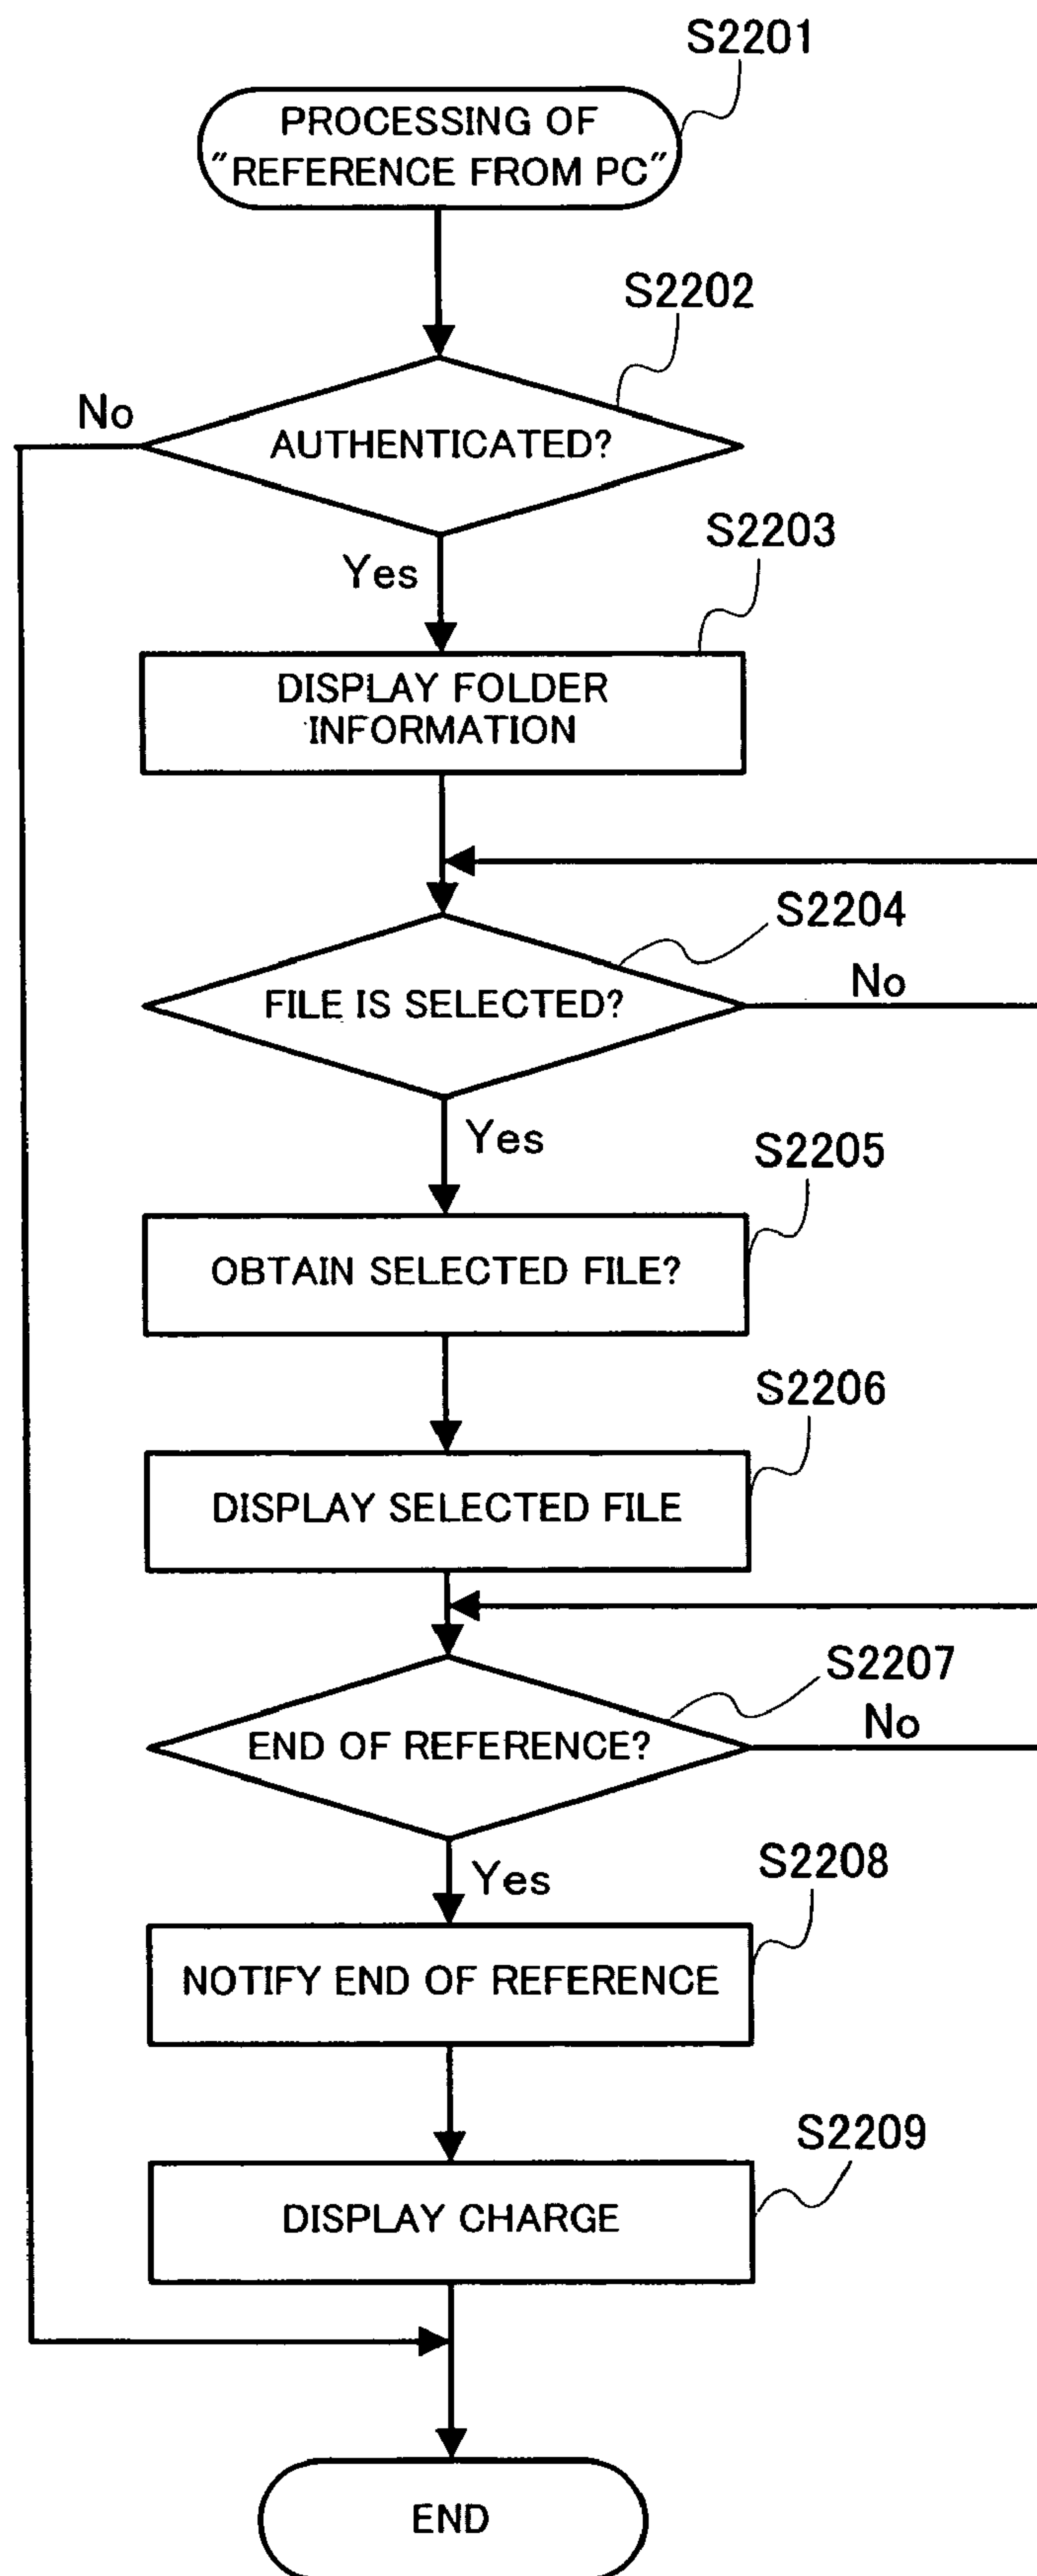 S2201
PROCESSING OF
"REFERENCE FROM PC"
S2202
No
AUTHENTICATED?
S2203
Yes
DISPLAY FOLDER
INFORMATION
S2204
No
FILE IS SELECTED?
Yes
S2205
OBTAIN SELECTED FILE?
S2206
DISPLAY SELECTED FILE
S2207
No
END OF REFERENCE?
Yes
S2208
NOTIFY END OF REFERENCE
S2209
DISPLAY CHARGE
END